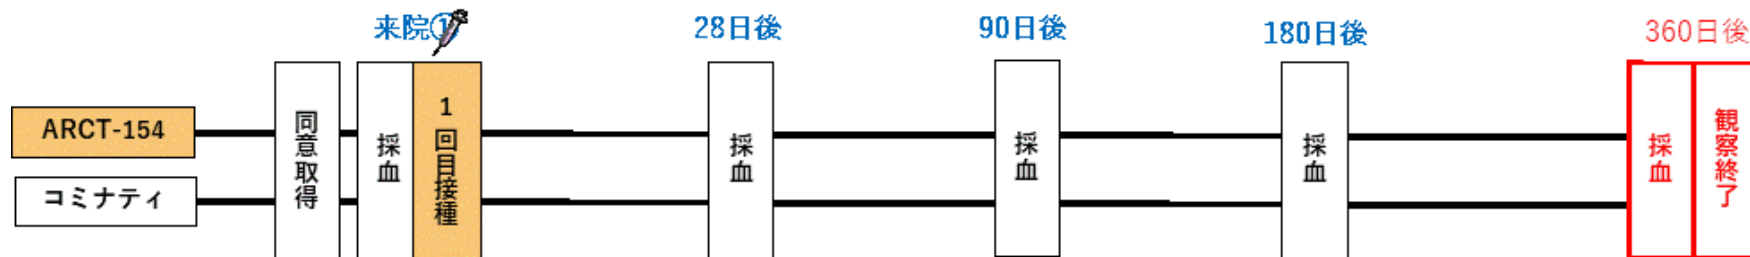 来院①
28日後
90日後
180日後
360日後
ARCT-154
コミナティ
同意取得
採血
1回目接種
採血
採血
採血
採血
観察終了